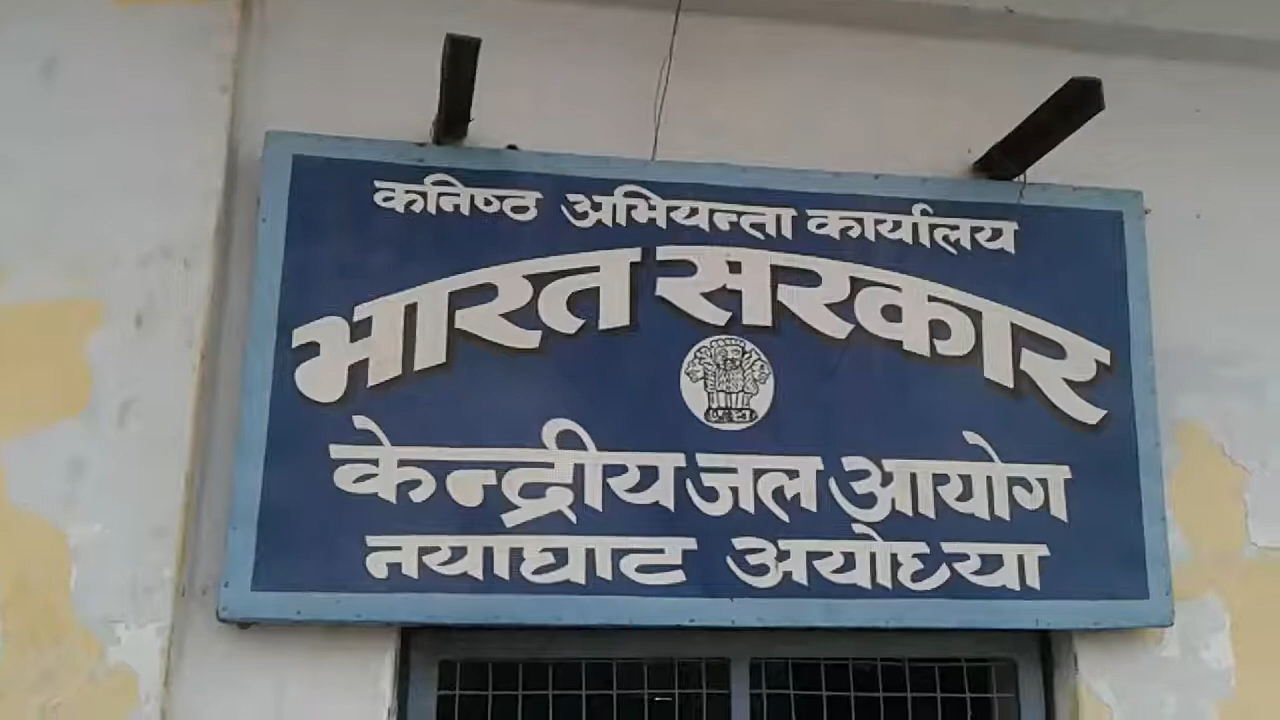 कनिष्ठ अभियन्ता कार्यालय
भारत सरकार
केन्द्रीय जल आयोग
नयाघाट अयोध्या